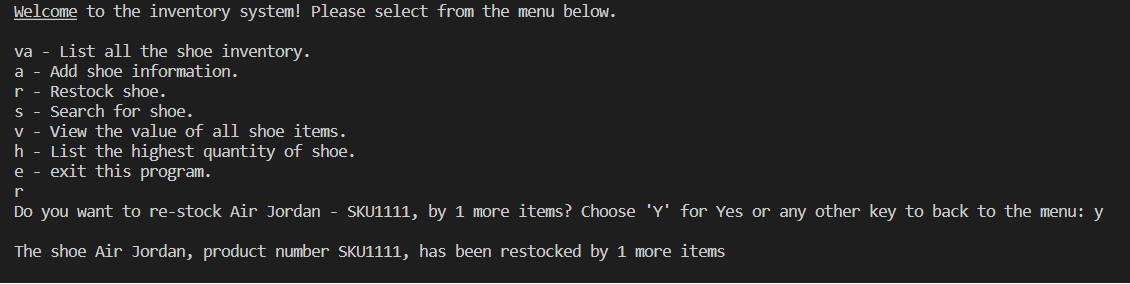 Welcome to the inventory system! Please select from the menu below.
va - List all the shoe inventory.
a - Add shoe information.
r - Restock shoe.
s - Search for shoe.
v - View the value of all shoe items.
h - List the highest quantity of shoe.
e - exit this program.
r
Do you want to re-stock Air Jordan - SKU1111, by 1 more items? Choose 'Y' for Yes or any other key to back to the menu: y
The shoe Air Jordan, product number SKU1111, has been restocked by 1 more items